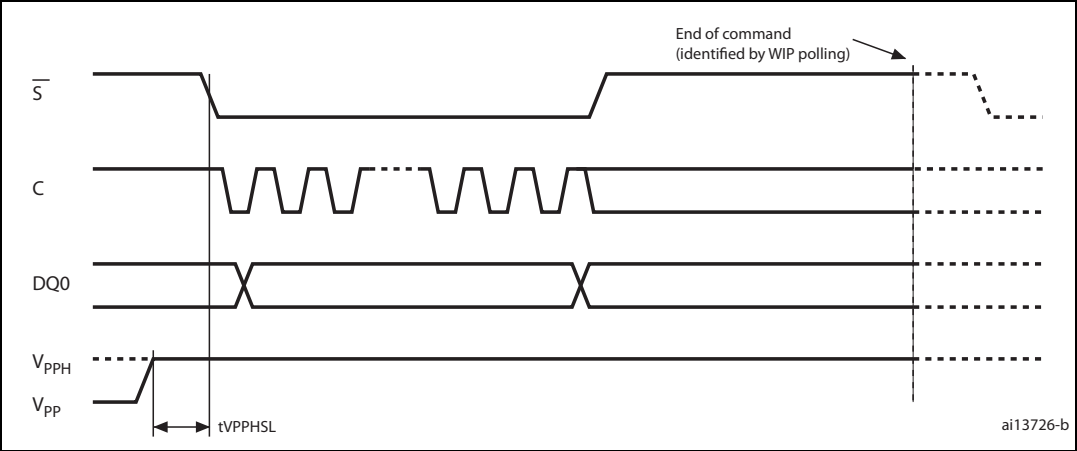 End of command
(identified by WIP polling)
S
C
DQ0
VPPH
VPP
tVPPHSL
ai13726-b